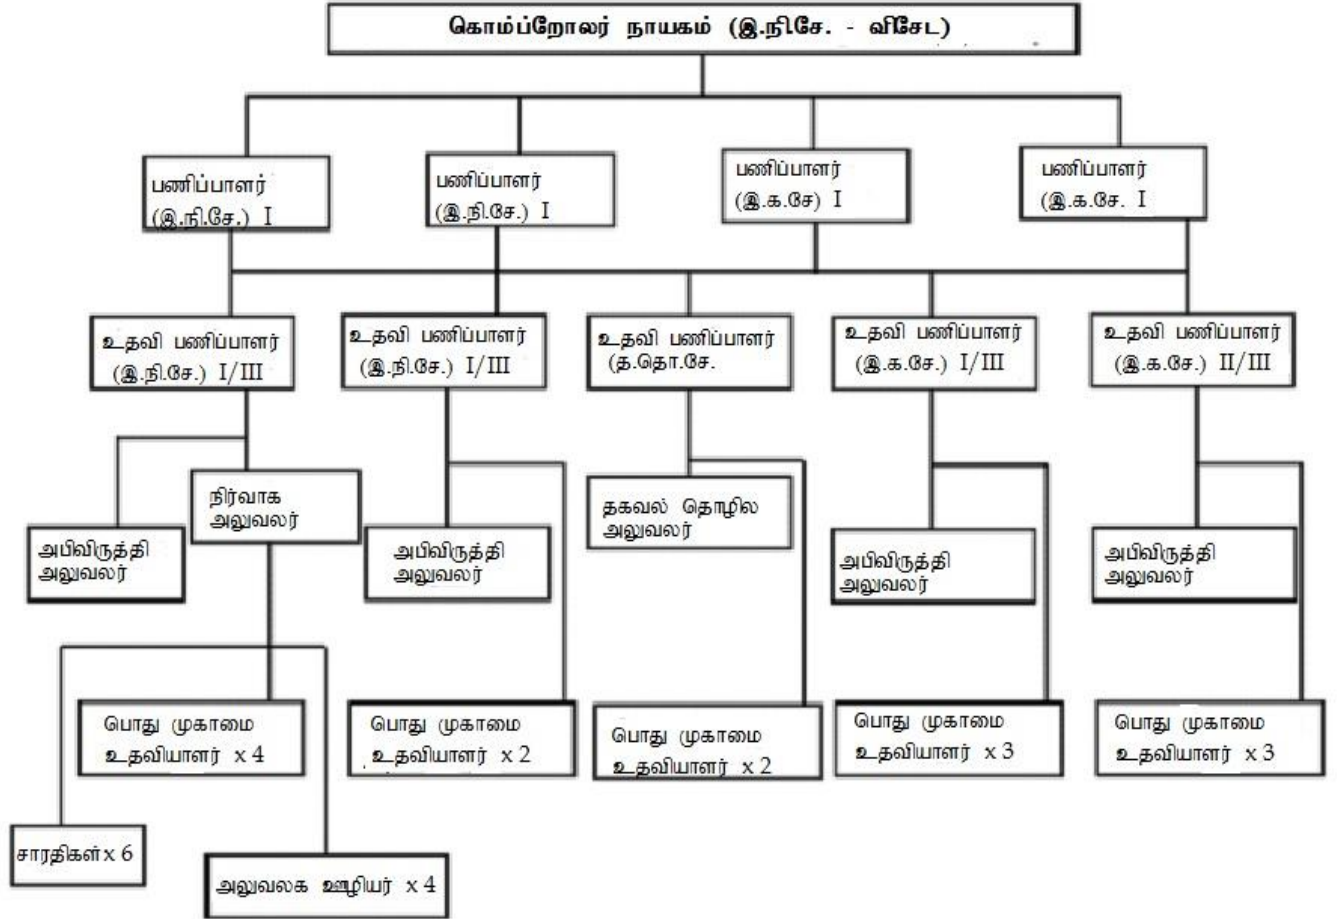 கொம்ப்றோலர் நாயகம் (இ.நி.சே. - விசேட)
பணிப்பாளர்
(இ.நி.சே.) I
பணிப்பாளர்
(இ.நி.சே.) I
பணிப்பாளர்
(இ.க.சே) I
பணிப்பாளர்
(இ.க.சே. I
உதவி பணிப்பாளர்
(இ.நி.சே.) I/III
உதவி பணிப்பாளர்
(இ.நி.சே.) I/III
உதவி பணிப்பாளர்
(த.தொ.சே.
உதவி பணிப்பாளர்
(இ.க.சே.) I/III
உதவி பணிப்பாளர்
(இ.க.சே.) II/III
நிர்வாக
அலுவலர்
அபிவிருத்தி
அலுவலர்
அபிவிருத்தி
அலுவலர்
தகவல் தொழில
அலுவலர்
அபிவிருத்தி
அலுவலர்
அபிவிருத்தி
அலுவலர்
பொது முகாமை
உதவியாளர் x 4
பொது முகாமை
உதவியாளர் x 2
பொது முகாமை
உதவியாளர் x 2
பொது முகாமை
உதவியாளர் x 3
பொது முகாமை
உதவியாளர் x 3
சாரதிகள் x 6
அலுவலக ஊழியர் x 4